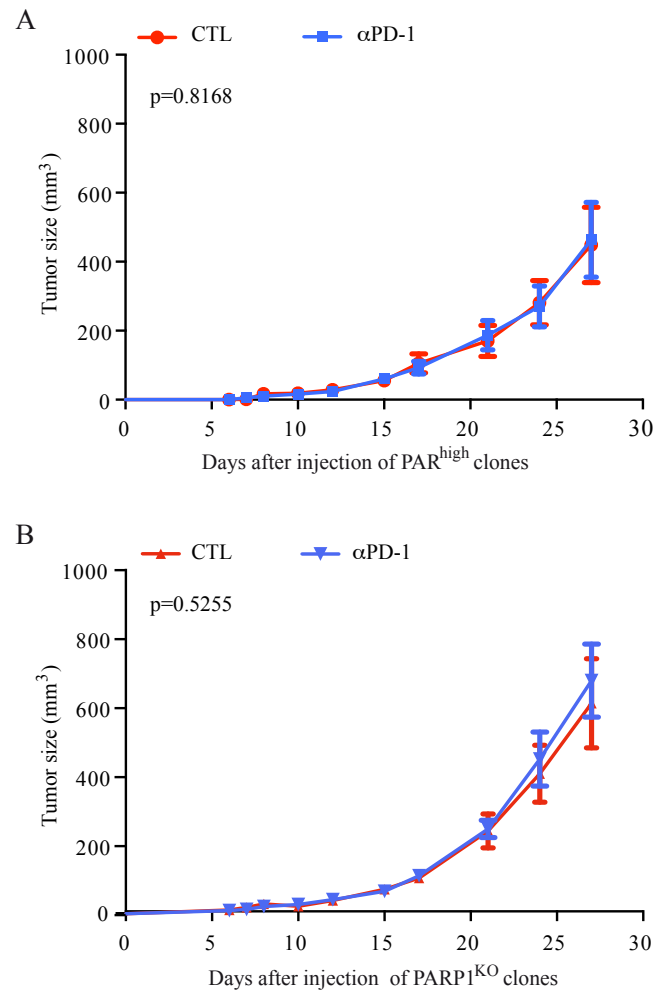 A
CTL αPD-1
1000
p=0.8168
800
600
400
200
0
Tumor size (mm³)
0 5 10 15 20 25 30
Days after injection of PARʰⁱᵍʰ clones
B
CTL αPD-1
1000
p=0.5255
800
600
400
200
0
Tumor size (mm³)
0 5 10 15 20 25 30
Days after injection of PARP1ᴷᴼ clones